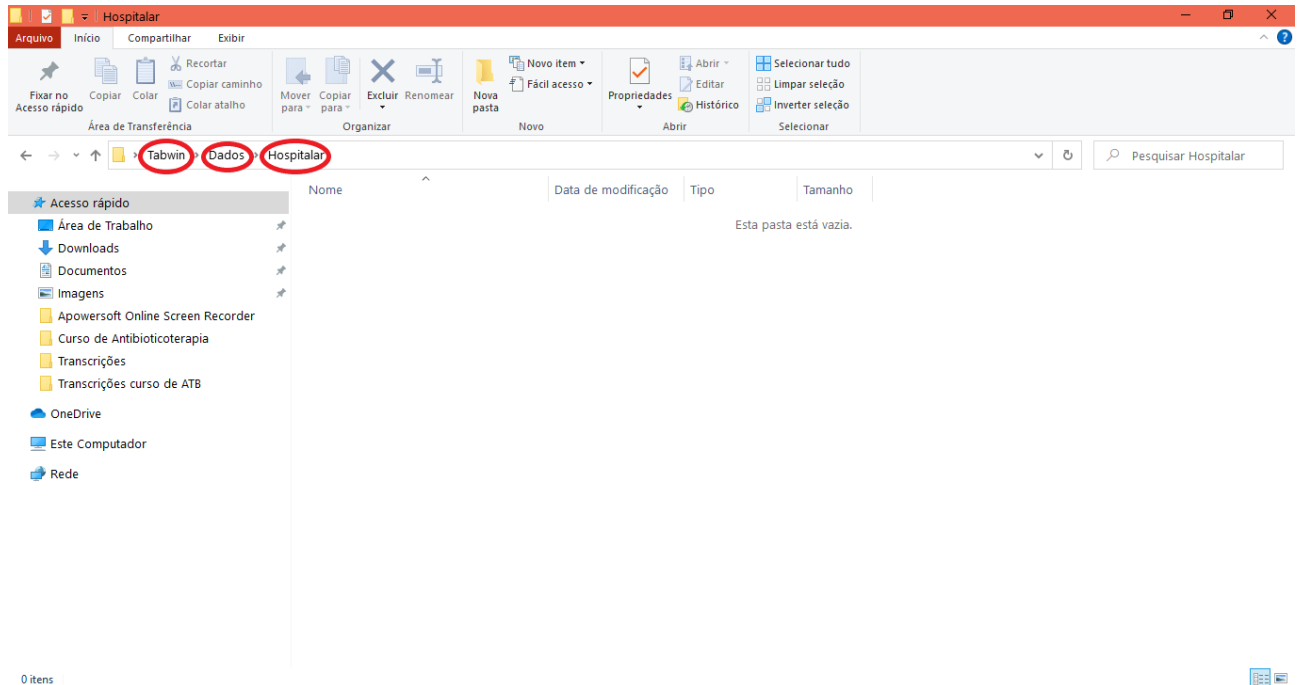 Hospitalar
Arquivo Início Compartilhar Exibir
Fixar no Acesso rápido
Copiar
Colar
Recortar
Copiar caminho
Colar atalho
Área de Transferência
Mover para
Copiar para
Excluir
Renomear
Organizar
Nova pasta
Novo item
Fácil acesso
Novo
Propriedades
Abrir
Editar
Histórico
Abrir
Selecionar tudo
Limpar seleção
Inverter seleção
Selecionar
Tabwin Dados Hospitalar
Pesquisar Hospitalar
Nome Data de modificação Tipo Tamanho
Esta pasta está vazia.
Acesso rápido
Área de Trabalho
Downloads
Documentos
Imagens
Apowersoft Online Screen Recorder
Curso de Antibioticoterapia
Transcrições
Transcrições curso de ATB
OneDrive
Este Computador
Rede
0 itens